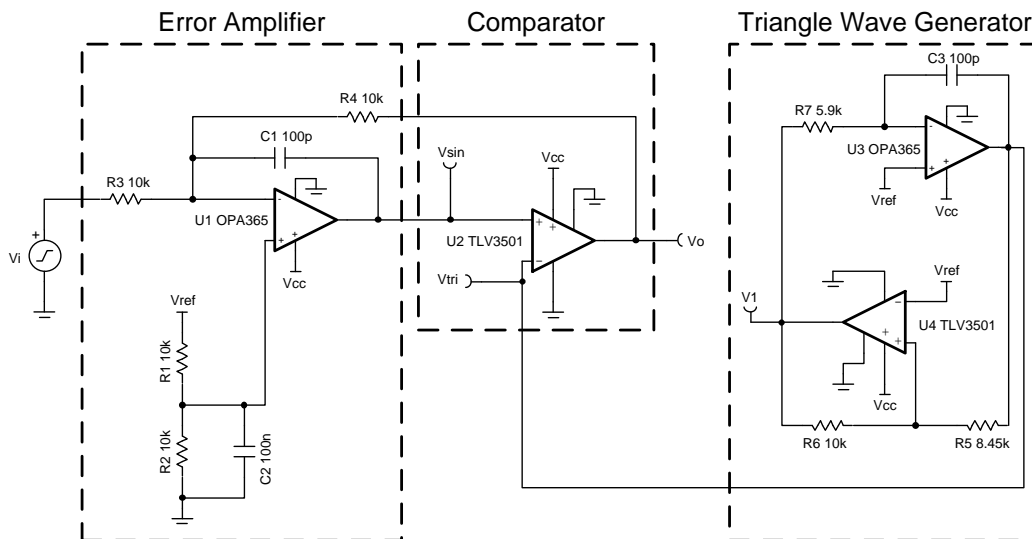 Error Amplifier
Comparator
Triangle Wave Generator
C3 100p
R4 10k
R7 5.9k
C1 100p
Vsin
Vcc
-
U3 OPA365
+
+
R3 10k
-
U1 OPA365
+
+
+
+
U2 TLV3501
−
Vref
Vcc
+
Vi
Vo
Vcc
Vtri
Vref
Vref
V1
−
U4 TLV3501
+
+
R1 10k
Vcc
R2 10k
C2 100n
R6 10k
R5 8.45k